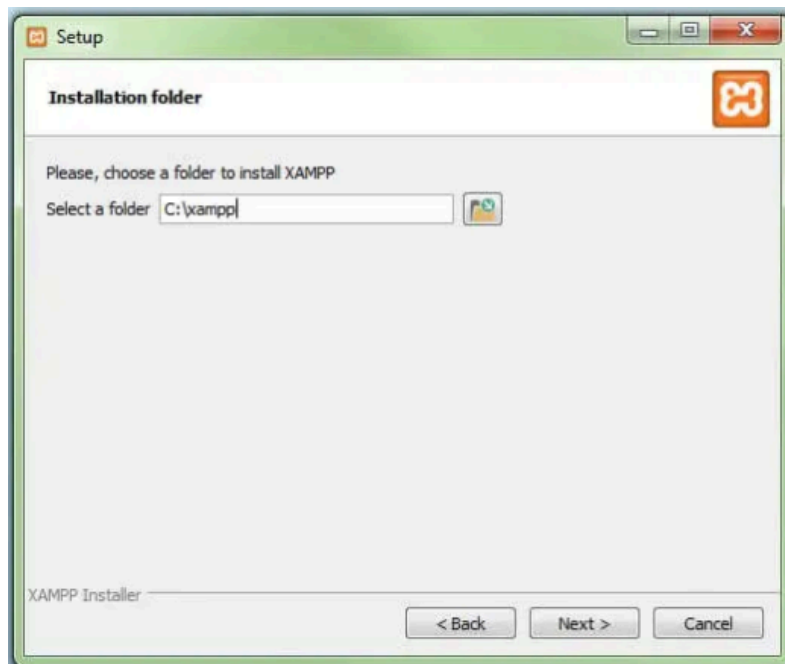 Setup
Installation folder
Please, choose a folder to install XAMPP
Select a folder C:\xampp
XAMPP Installer
< Back Next > Cancel